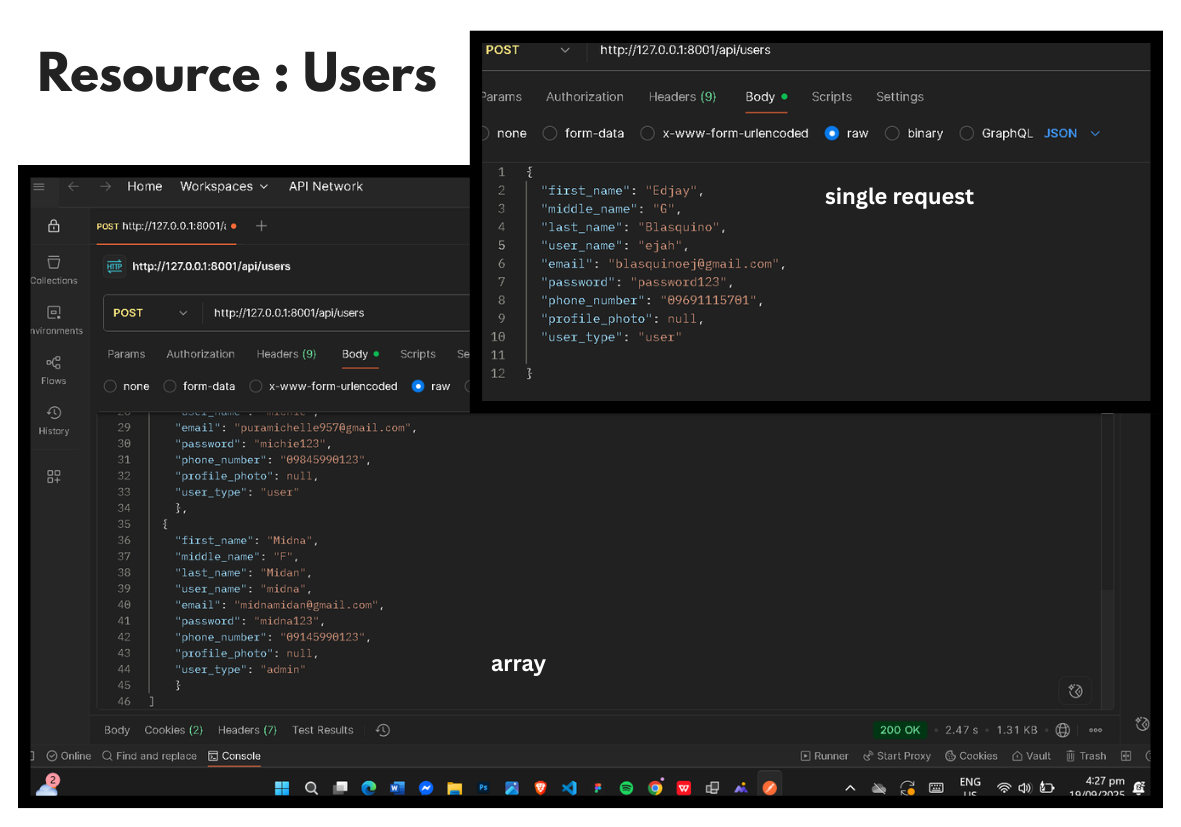 Resource : Users
POST http://127.0.0.1:8001/api/users
Params Authorization Headers (9) Body Scripts Settings
none form-data x-www-form-urlencoded raw binary GraphQL JSON
1 {
2 "first_name": "Edjay",
3 "middle_name": "G",
4 "last_name": "Blasquino",
5 "user_name": "ejah",
6 "email": "blasquinoej@gmail.com",
7 "password": "password123",
8 "phone_number": "09691115701",
9 "profile_photo": null,
10 "user_type": "user"
11
12 }
single request
Home Workspaces API Network
POST http://127.0.0.1:8001/
http://127.0.0.1:8001/api/users
POST http://127.0.0.1:8001/api/users
Params Authorization Headers (9) Body Scripts Se
none form-data x-www-form-urlencoded raw
Collections
nvironments
Flows
History
29 "email": "puramichelle957@gmail.com",
30 "password": "michie123",
31 "phone_number": "09845990123",
32 "profile_photo": null,
33 "user_type": "user"
34 },
35 {
36 "first_name": "Midna",
37 "middle_name": "F",
38 "last_name": "Midan",
39 "user_name": "midna",
40 "email": "midnamidan@gmail.com",
41 "password": "midna123",
42 "phone_number": "09145990123",
43 "profile_photo": null,
44 "user_type": "admin"
45 }
46 ]
array
Body Cookies (2) Headers (7) Test Results 200 OK 2.47 s 1.31 KB
Online Find and replace Console Runner Start Proxy Cookies Vault Trash
2 ENG 4:27 pm
US 19/09/2025